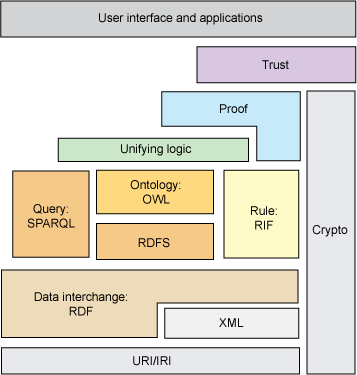 User interface and applications
Trust
Proof
Unifying logic
Ontology:
OWL
Query:
SPARQL
Rule:
RIF
Crypto
RDFS
Data interchange:
RDF
XML
URI/IRI